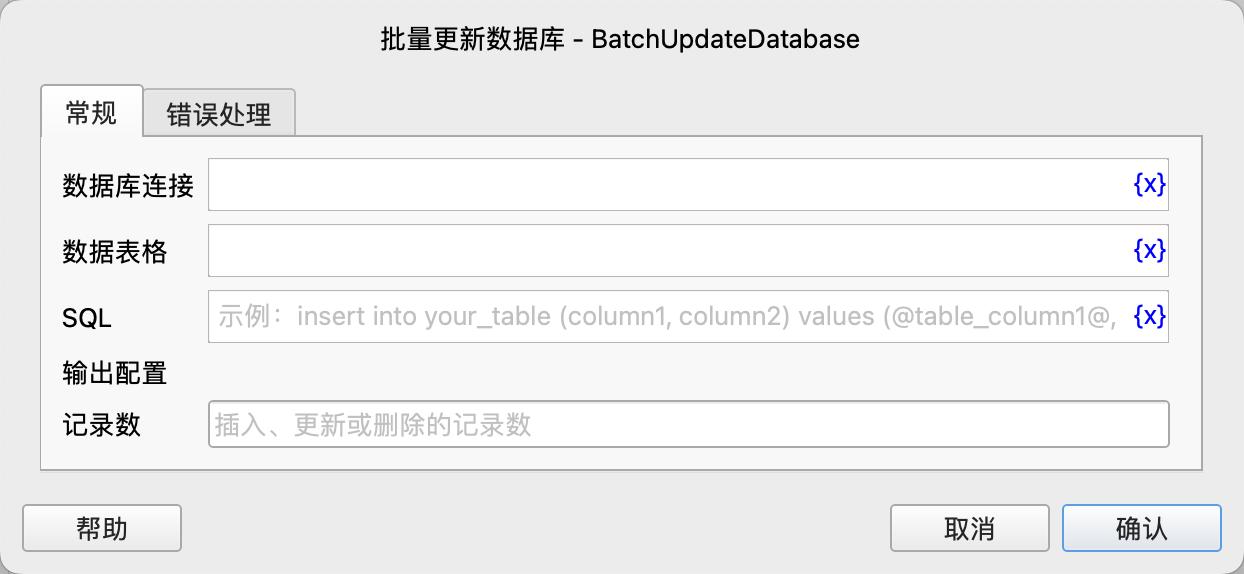 批量更新数据库 - BatchUpdateDatabase
常规 错误处理
数据库连接 {x}
数据表格 {x}
SQL 示例：insert into your_table (column1, column2) values (@table_column1@, {x}
输出配置
记录数 插入、更新或删除的记录数
帮助 取消 确认